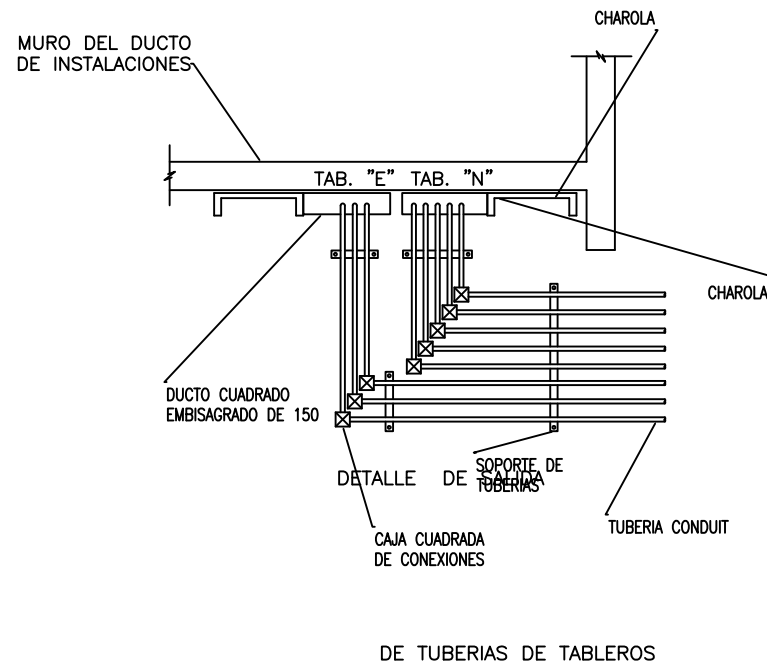 CHAROLA
MURO DEL DUCTO
DE INSTALACIONES
TAB. "E" TAB. "N"
CHAROLA
DUCTO CUADRADO
EMBISAGRADO DE 150
SOPORTE DE
TUBERIAS
DETALLE DE SALIDA
TUBERIA CONDUIT
CAJA CUADRADA
DE CONEXIONES
DE TUBERIAS DE TABLEROS